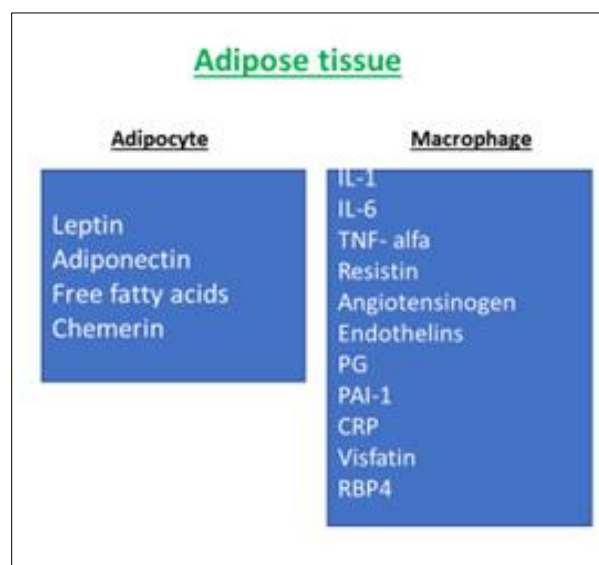 Adipose tissue
Adipocyte
Leptin
Adiponectin
Free fatty acids
Chemerin
Macrophage
IL-1
IL-6
TNF- alfa
Resistin
Angiotensinogen
Endothelins
PG
PAI-1
CRP
Visfatin
RBP4